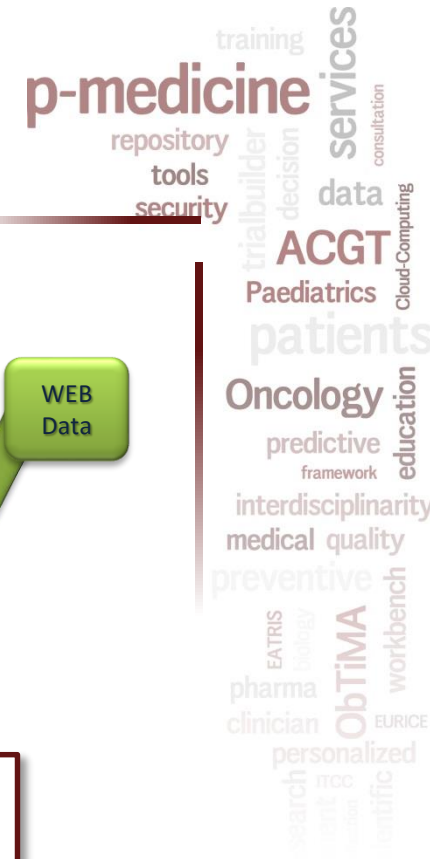 training
services
p-medicine
consultation
repository
trialbuilder
decision
tools
data
security
Cloud-Computing
ACGT
Paediatrics
patients
WEB
Data
Oncology
education
predictive
framework
interdisciplinarity
medical quality
preventive
workbench
EATRIS
biology
ObTiMA
pharma
clinician
EURICE
personalized
ITCC